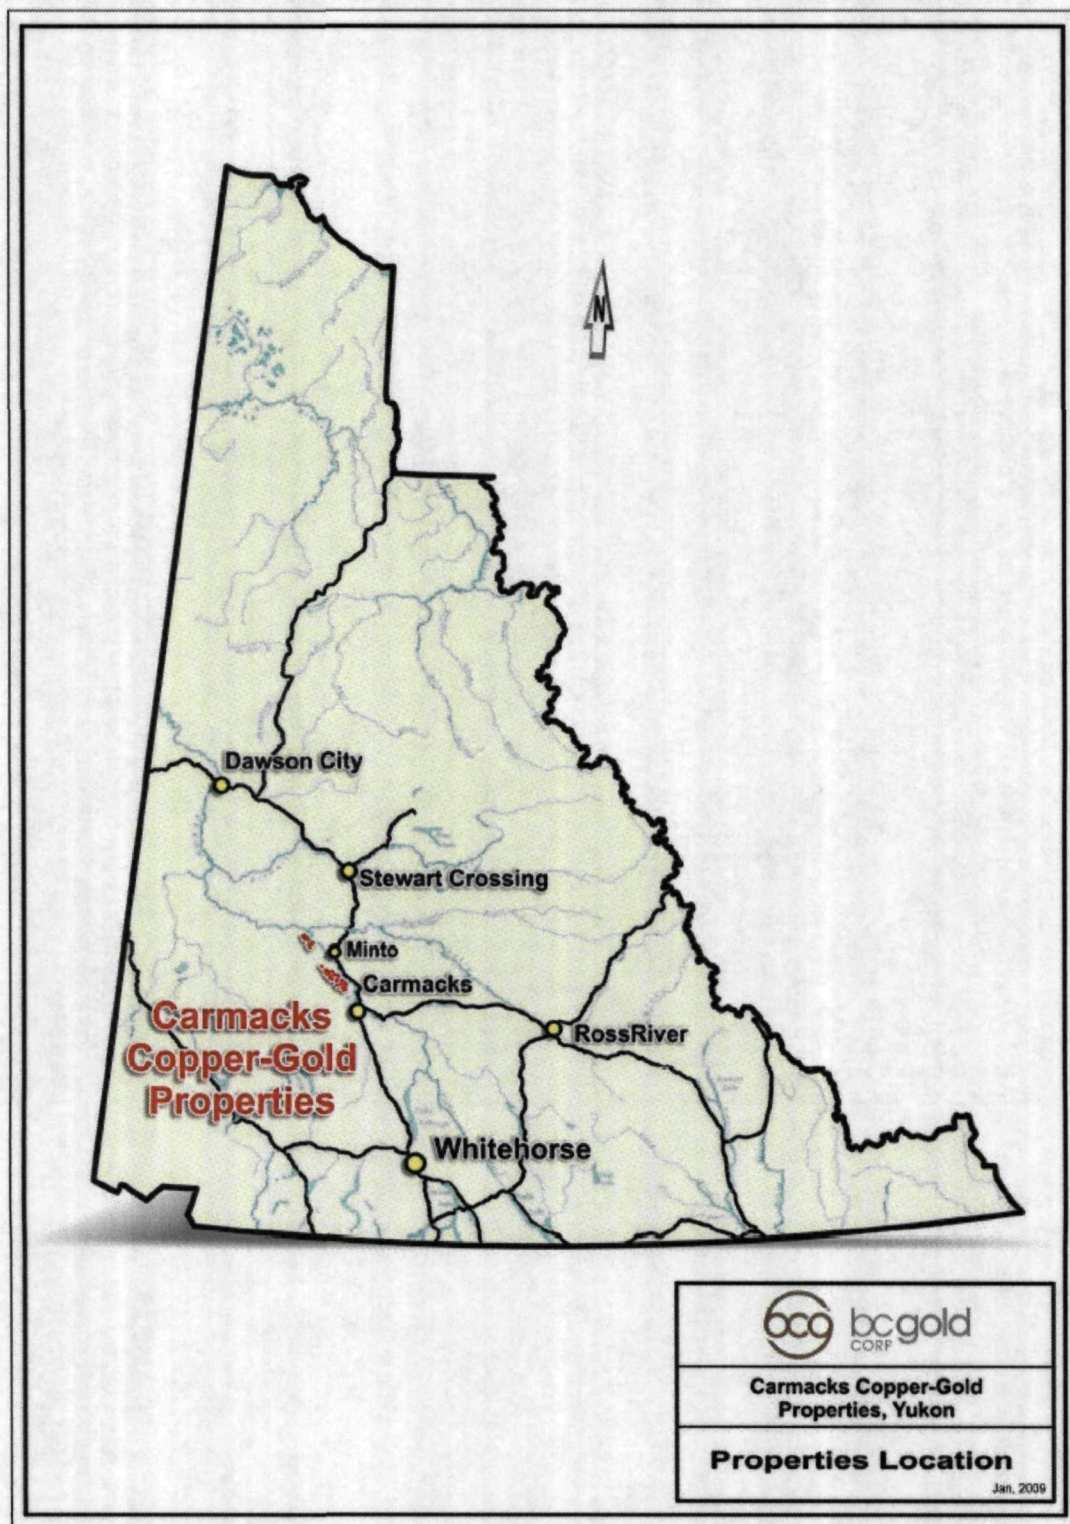 N
Dawson City
Stewart Crossing
Minto
Carmacks
Carmacks
Copper-Gold
Properties
RossRiver
Whitehorse
bcg bcgold
CORP
Carmacks Copper-Gold
Properties, Yukon
Properties Location
Jan, 2009